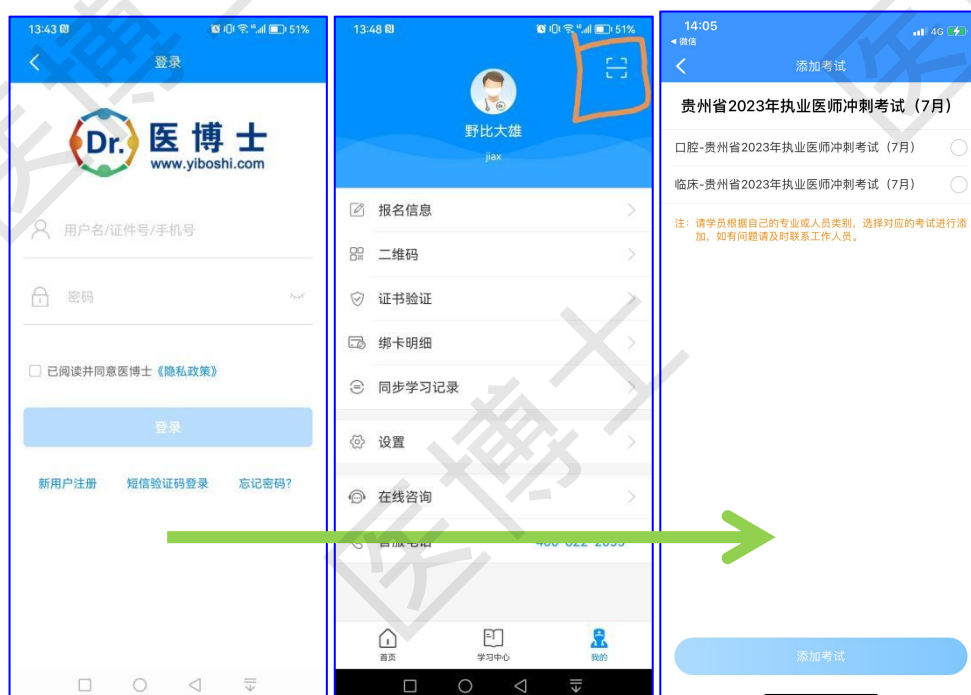 13:43
51%
登录
Dr.
医博士
www.yiboshi.com
用户名/证件号/手机号
密码
已阅读并同意医博士《隐私政策》
登录
新用户注册 短信验证码登录 忘记密码?
13:48
51%
野比大雄
jiax
报名信息
二维码
证书验证
绑卡明细
同步学习记录
设置
在线咨询
首页 学习中心 我的
14:05
4G
微信
添加考试
贵州省2023年执业医师冲刺考试（7月）
口腔-贵州省2023年执业医师冲刺考试（7月）
临床-贵州省2023年执业医师冲刺考试（7月）
注：请学员根据自己的专业或人员类别，选择对应的考试进行添
加，如有问题请及时联系工作人员。
添加考试
医博士